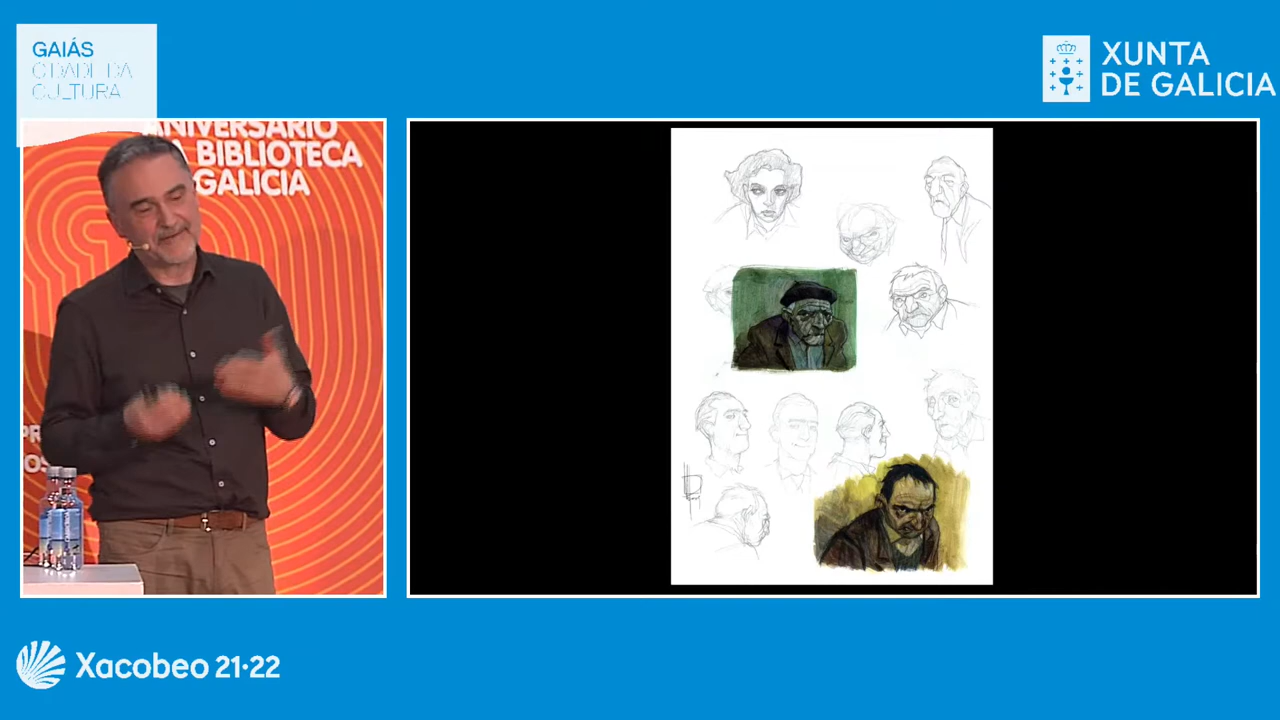 GAIÁS
CIDADE DA
CULTURA
XUNTA
DE GALICIA
ANIVERSARIO
A BIBLIOTECA
GALICIA
Xacobeo 21·22